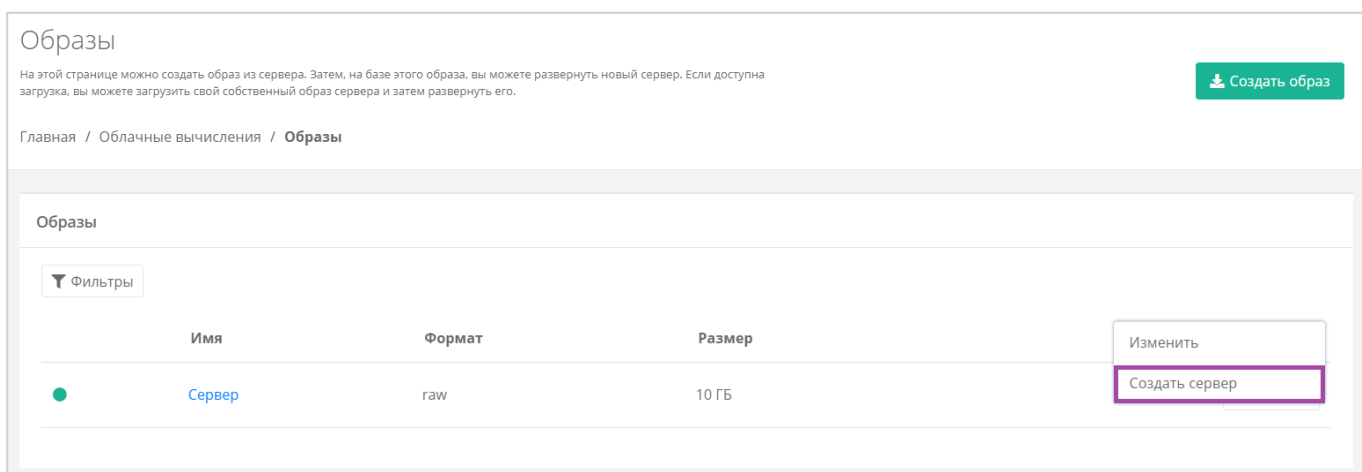 Образы
На этой странице можно создать образ из сервера. Затем, на базе этого образа, вы можете развернуть новый сервер. Если доступна
загрузка, вы можете загрузить свой собственный образ сервера и затем развернуть его.
Создать образ
Главная / Облачные вычисления / Образы
Образы
Фильтры
Имя Формат Размер
Изменить
Сервер raw 10 ГБ
Создать сервер